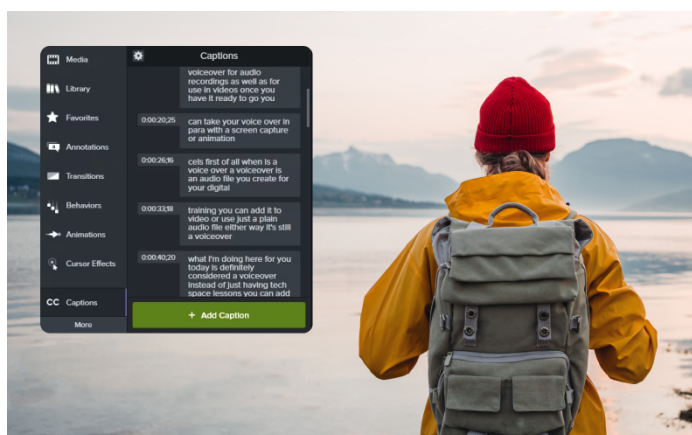 Media
Library
Favorites
Annotations
Transitions
Behaviors
Animations
Cursor Effects
CC Captions
More
Captions
voiceover for audio
recordings as well as for
use in videos once you
have it ready to go you
0:00:20;25
can take your voice over in
para with a screen capture
or animation
0:00:26;16
cels first of all when is a
voice over a voiceover is
an audio file you create for
your digital
0:00:33;18
training you can add it to
video or use just a plain
audio file either way it's still
a voiceover
0:00:40;20
what I'm doing here for you
today is definitely
considered a voiceover
Instead of just having tech
space lessons you can add
+ Add Caption